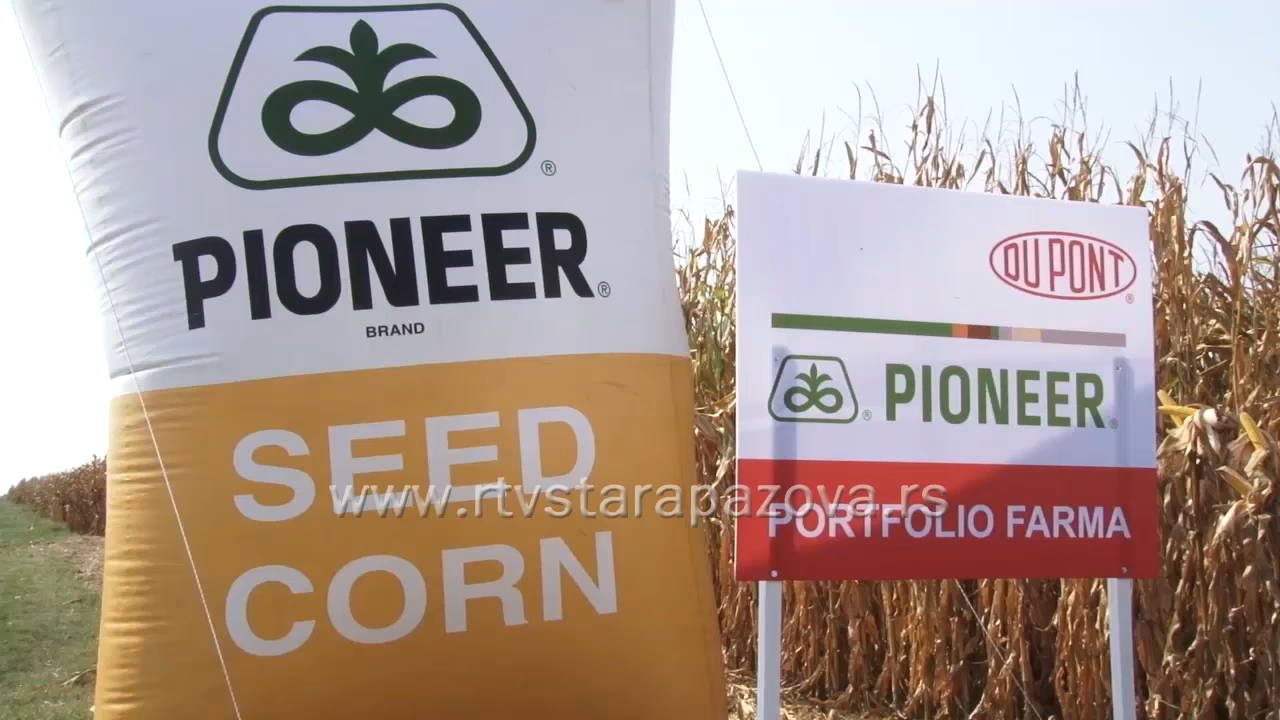 PIONEER®
BRAND
SEED
CORN
DU PONT®
PIONEER®
PORTFOLIO FARMA
www.rtvstarapazova.rs